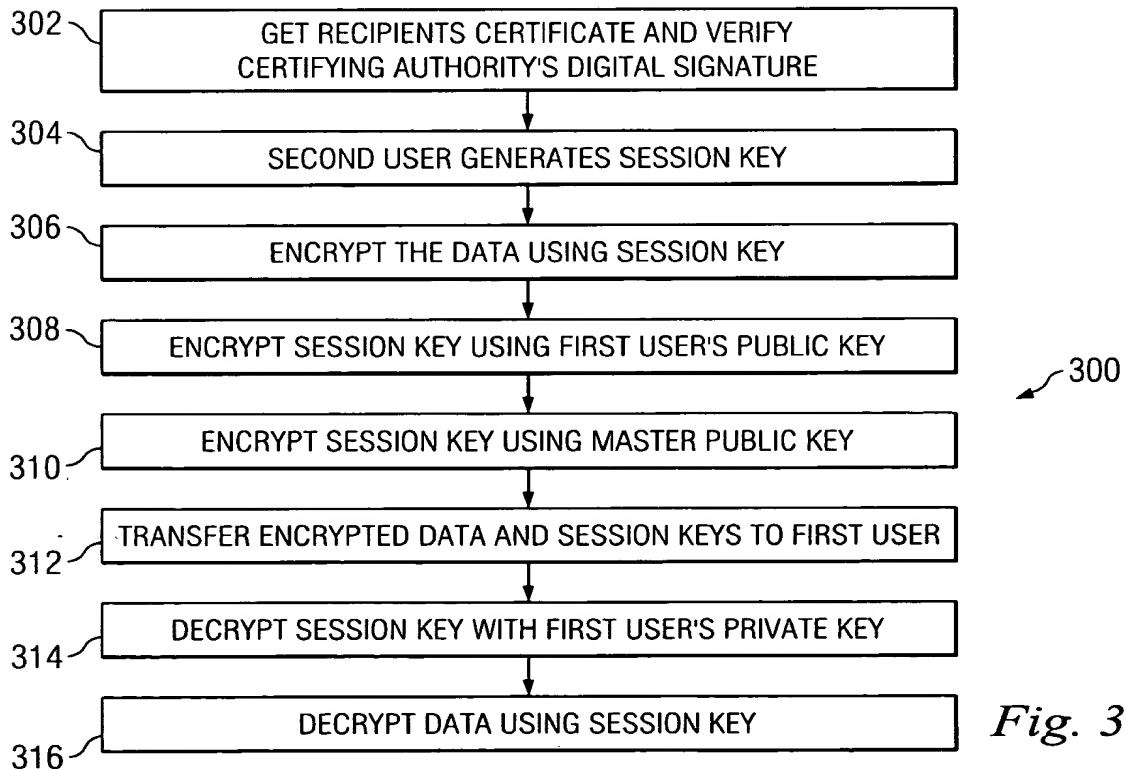 302
GET RECIPIENTS CERTIFICATE AND VERIFY
CERTIFYING AUTHORITY'S DIGITAL SIGNATURE
304
SECOND USER GENERATES SESSION KEY
306
ENCRYPT THE DATA USING SESSION KEY
308
ENCRYPT SESSION KEY USING FIRST USER'S PUBLIC KEY
300
ENCRYPT SESSION KEY USING MASTER PUBLIC KEY
310
TRANSFER ENCRYPTED DATA AND SESSION KEYS TO FIRST USER
312
DECRYPT SESSION KEY WITH FIRST USER'S PRIVATE KEY
314
DECRYPT DATA USING SESSION KEY
316
Fig. 3